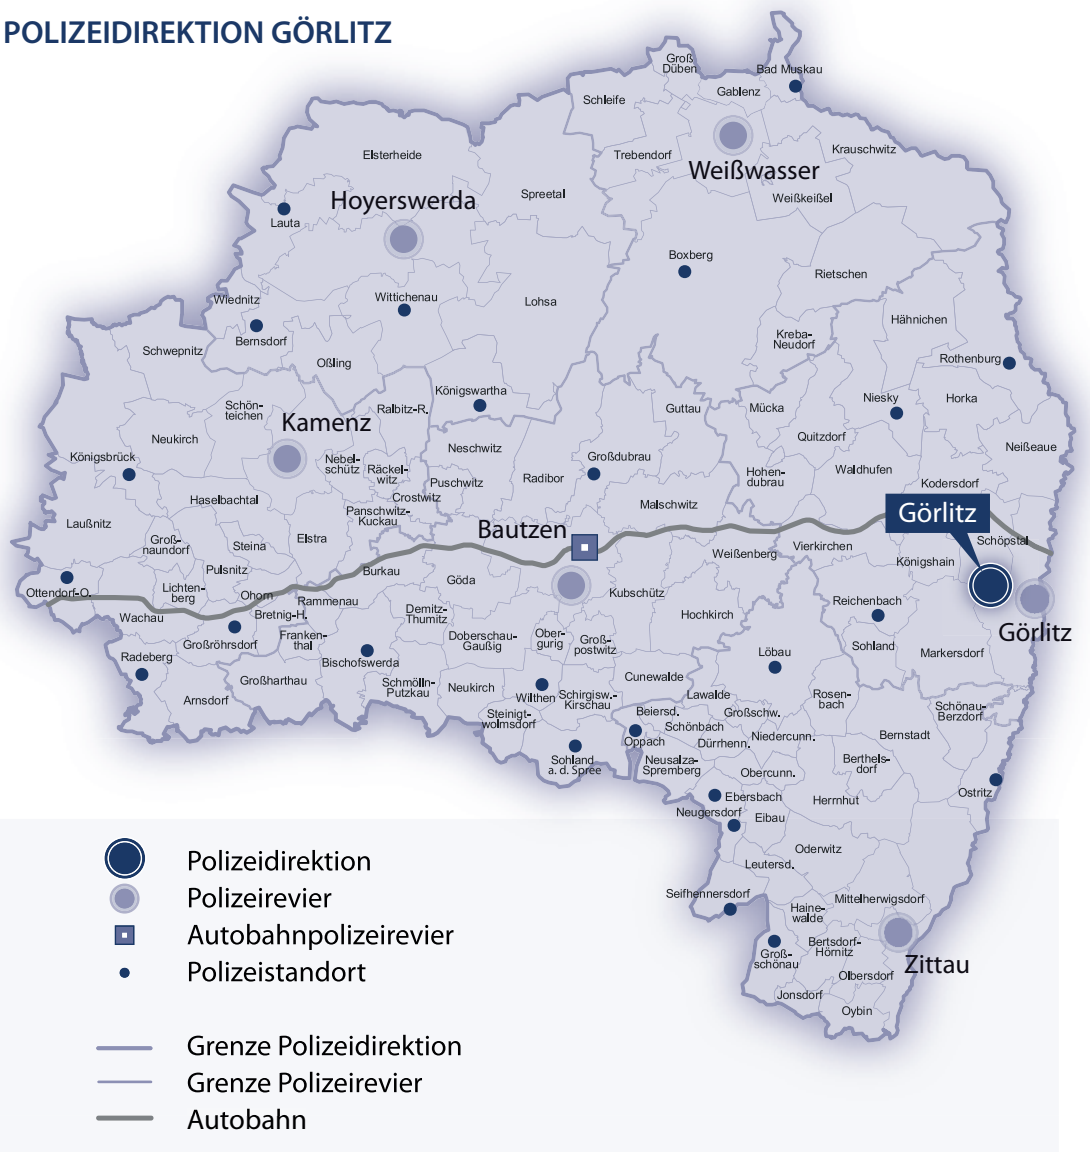 POLIZEIDIREKTION GÖRLITZ
Groß
Düben
Bad Muskau
Schleife
Gablenz
Trebendorf
Krauschwitz
Weißwasser
Weißkeißel
Elsterheide
Hoyerswerda
Spreetal
Lauta
Boxberg
Rietschen
Wiednitz
Wittichenau
Lohsa
Bernsdorf
Hähnichen
Kreba-
Neudorf
Schwepnitz
Oßling
Rothenburg
Königswartha
Schön-
teichen
Ralbitz-R.
Guttau
Mücka
Niesky
Horka
Kamenz
Neukirch
Quitzdorf
Neißeaue
Königsbrück
Nebel-
schütz
Räckel-
witz
Neschwitz
Großdubrau
Radibor
Puschwitz
Hohen-
dubrau
Waldhufen
Kodersdorf
Haselbachtal
Crostwitz
Panschwitz-
Kuckau
Malschwitz
Görlitz
Laußnitz
Bautzen
Groß-
naundorf
Steina
Elstra
Weißenberg
Vierkirchen
Schöpstal
Königshain
Pulsnitz
Burkau
Göda
Ottendorf-O.
Lichten-
berg
Ohorn
Rammenau
Kubschütz
Reichenbach
Wachau
Bretnig-H.
Demitz-
Thumitz
Hochkirch
Görlitz
Großröhrsdorf
Franken-
thal
Doberschau-
Gaußig
Ober-
gurig
Groß-
postwitz
Löbau
Sohland
Markersdorf
Radeberg
Bischofswerda
Arnsdorf
Großharthau
Schmölln-
Putzkau
Neukirch
Wilthen
Schirgisw.-
Kirschau
Cunewalde
Lawalde
Rosen-
bach
Steinigt-
wolmsdorf
Beiersd.
Großschw.
Schönau-
Berzdorf
Schönbach
Oppach
Dürrhenn.
Niedercunn.
Bernstadt
Sohland
a. d. Spree
Neusalza-
Spremberg
Obercunn.
Berthels-
dorf
Ostritz
Ebersbach
Herrnhut
Neugersdorf
Eibau
Oderwitz
Leutersd.
Seifhennersdorf
Mittelherwigsdorf
Haine-
walde
Bertsdorf-
Hörnitz
Groß-
schönau
Zittau
Olbersdorf
Jonsdorf
Oybin
Polizeidirektion
Polizeirevier
Autobahnpolizeirevier
Polizeistandort
Grenze Polizeidirektion
Grenze Polizeirevier
Autobahn